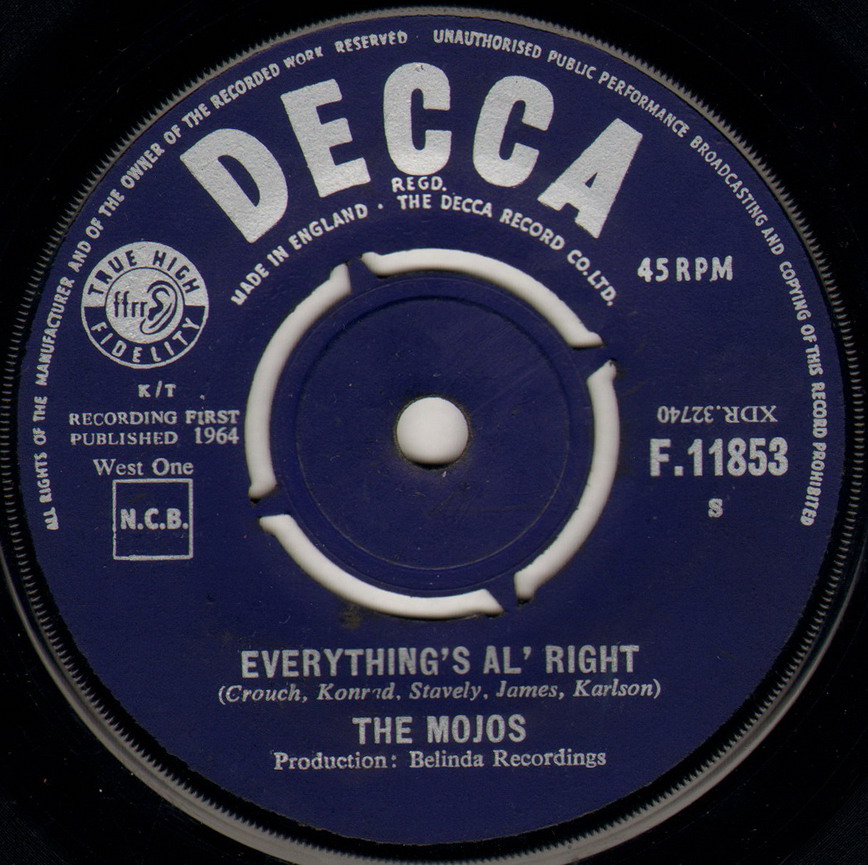 ALL RIGHTS OF THE MANUFACTURER AND OF THE OWNER OF THE RECORDED WORK RESERVED UNAUTHORISED PUBLIC PERFORMANCE BROADCASTING AND COPYING OF THIS RECORD PROHIBITED
DECCA
REGD.
MADE IN ENGLAND · THE DECCA RECORD CO. LTD.
TRUE HIGH
ffrr
FIDELITY
45 RPM
K/T
RECORDING FIRST
PUBLISHED 1964
West One
N.C.B.
XDR.32740
F.11853
S
EVERYTHING'S AL' RIGHT
(Crouch, Konrad, Stavely, James, Karlson)
THE MOJOS
Production: Belinda Recordings